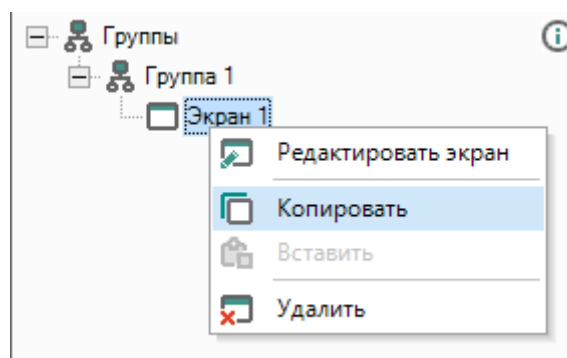 Группы
Группа 1
Экран 1
Редактировать экран
Копировать
Вставить
Удалить